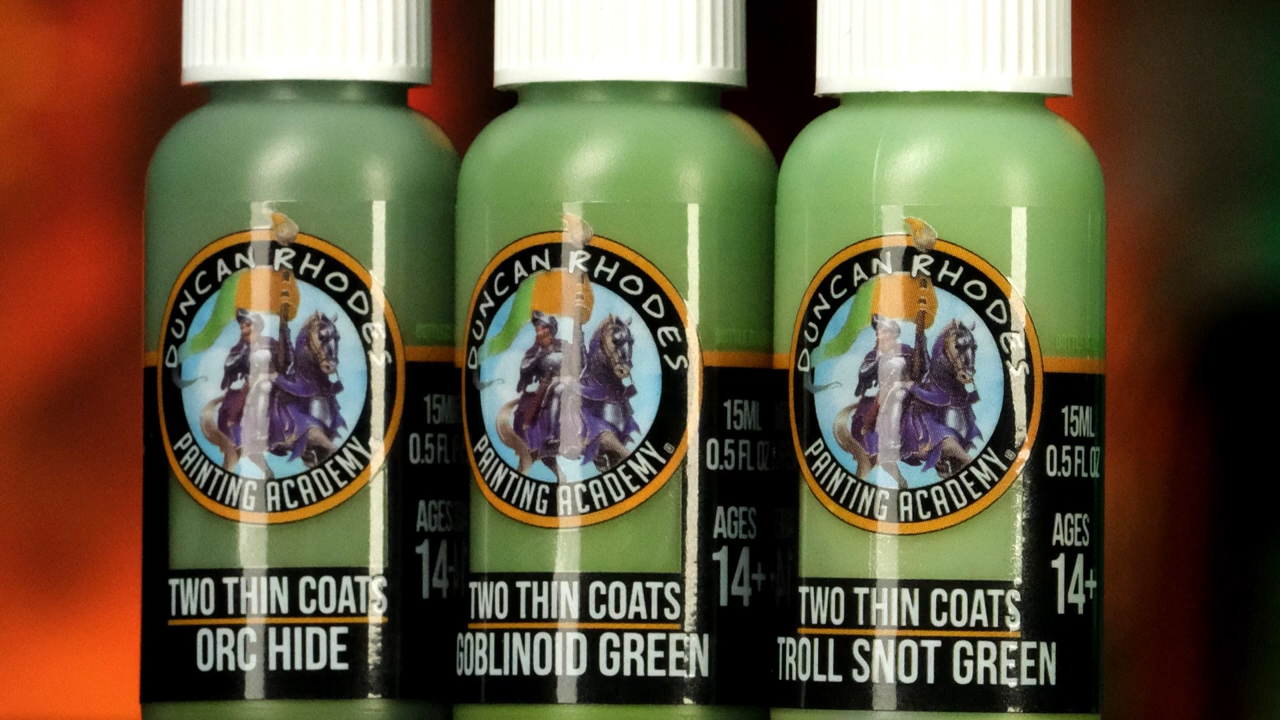 DUNCAN RHODES
PAINTING ACADEMY
15ML
0.5 FL
AGES
14+
TWO THIN COATS
ORC HIDE
DUNCAN RHODES
PAINTING ACADEMY®
15ML
0.5 FL OZ
AGES
14+
TWO THIN COATS
GOBLINOID GREEN
DUNCAN RHODES
PAINTING ACADEMY®
15ML
0.5 FL OZ
AGES
14+
TWO THIN COATS
TROLL SNOT GREEN